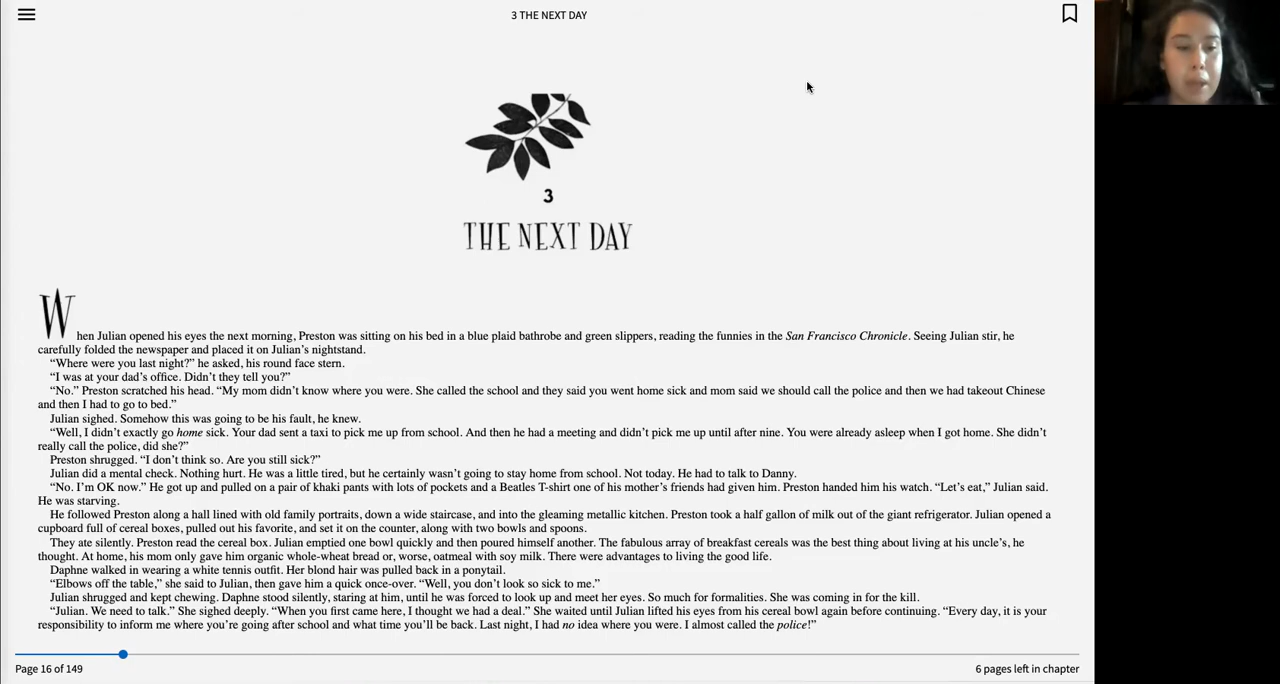 3 THE NEXT DAY
3
THE NEXT DAY
When Julian opened his eyes the next morning, Preston was sitting on his bed in a blue plaid bathrobe and green slippers, reading the funnies in the San Francisco Chronicle. Seeing Julian stir, he
carefully folded the newspaper and placed it on Julian’s nightstand.
“Where were you last night?” he asked, his round face stern.
“I was at your dad’s office. Didn’t they tell you?”
“No.” Preston scratched his head. “My mom didn’t know where you were. She called the school and they said you went home sick and mom said we should call the police and then we had takeout Chinese
and then I had to go to bed.”
Julian sighed. Somehow this was going to be his fault, he knew.
“Well, I didn’t exactly go home sick. Your dad sent a taxi to pick me up from school. And then he had a meeting and didn’t pick me up until after nine. You were already asleep when I got home. She didn’t
really call the police, did she?”
Preston shrugged. “I don’t think so. Are you still sick?”
Julian did a mental check. Nothing hurt. He was a little tired, but he certainly wasn’t going to stay home from school. Not today. He had to talk to Danny.
“No. I’m OK now.” He got up and pulled on a pair of khaki pants with lots of pockets and a Beatles T-shirt one of his mother’s friends had given him. Preston handed him his watch. “Let’s eat,” Julian said.
He was starving.
He followed Preston along a hall lined with old family portraits, down a wide staircase, and into the gleaming metallic kitchen. Preston took a half gallon of milk out of the giant refrigerator. Julian opened a
cupboard full of cereal boxes, pulled out his favorite, and set it on the counter, along with two bowls and spoons.
They ate silently. Preston read the cereal box. Julian emptied one bowl quickly and then poured himself another. The fabulous array of breakfast cereals was the best thing about living at his uncle’s, he
thought. At home, his mom only gave him organic whole-wheat bread or, worse, oatmeal with soy milk. There were advantages to living the good life.
Daphne walked in wearing a white tennis outfit. Her blond hair was pulled back in a ponytail.
“Elbows off the table,” she said to Julian, then gave him a quick once-over. “Well, you don’t look so sick to me.”
Julian shrugged and kept chewing. Daphne stood silently, staring at him, until he was forced to look up and meet her eyes. So much for formalities. She was coming in for the kill.
“Julian. We need to talk.” She sighed deeply. “When you first came here, I thought we had a deal.” She waited until Julian lifted his eyes from his cereal bowl again before continuing. “Every day, it is your
responsibility to inform me where you’re going after school and what time you’ll be back. Last night, I had no idea where you were. I almost called the police!”
Page 16 of 149
6 pages left in chapter